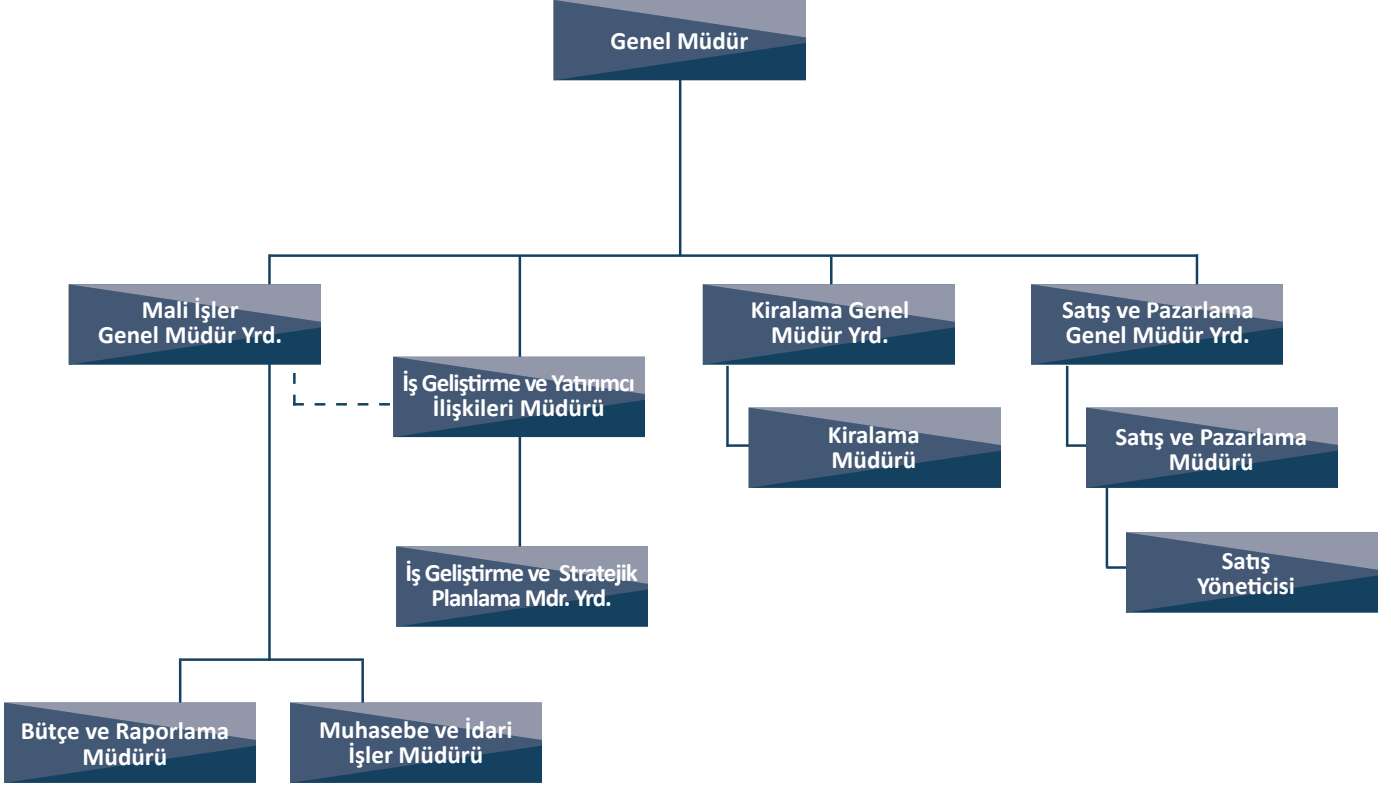 Genel Müdür
Mali İşler
Genel Müdür Yrd.
İş Geliştirme ve Yatırımcı
İlişkileri Müdürü
Kiralama Genel
Müdür Yrd.
Satış ve Pazarlama
Genel Müdür Yrd.
Kiralama
Müdürü
Satış ve Pazarlama
Müdürü
İş Geliştirme ve Stratejik
Planlama Mdr. Yrd.
Satış
Yöneticisi
Bütçe ve Raporlama
Müdürü
Muhasebe ve İdari
İşler Müdürü